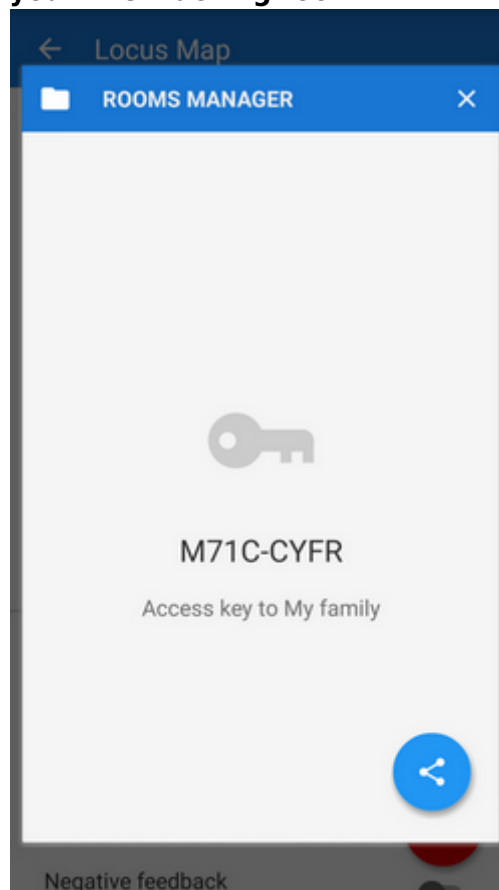 Locus Map
ROOMS MANAGER
M71C-CYFR
Access key to My family
Negative feedback